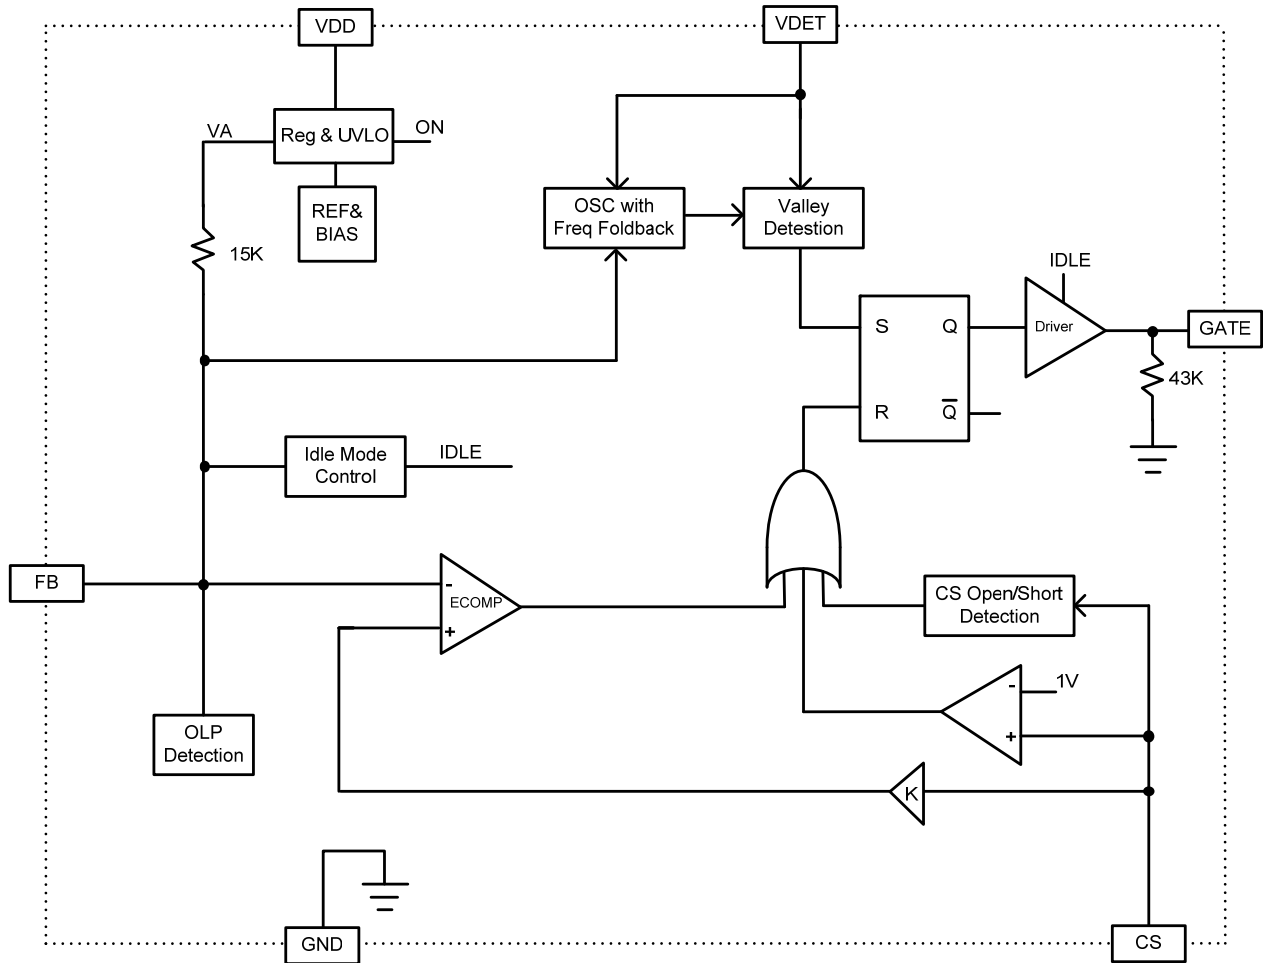 VDD
VDET
VA
Reg & UVLO
ON
REF&
BIAS
15K
OSC with
Freq Foldback
Valley
Detestion
IDLE
S
Q
Driver
GATE
43K
R
Q
Idle Mode
Control
IDLE
FB
-
ECOMP
+
CS Open/Short
Detection
-
1V
+
OLP
Detection
K
GND
CS